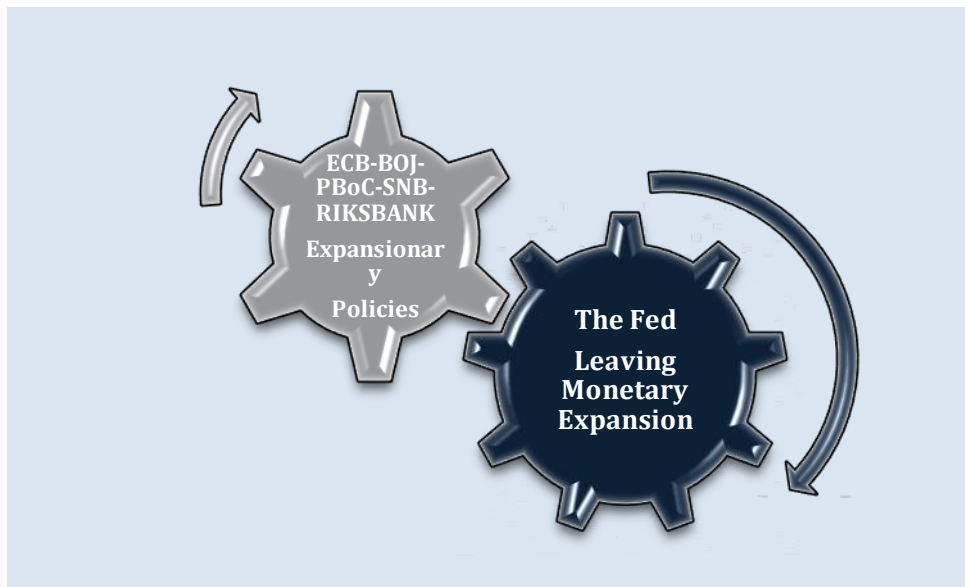 ECB-BOJ-
PBoC-SNB-
RIKSBANK
Expansionar
y
Policies
The Fed
Leaving
Monetary
Expansion